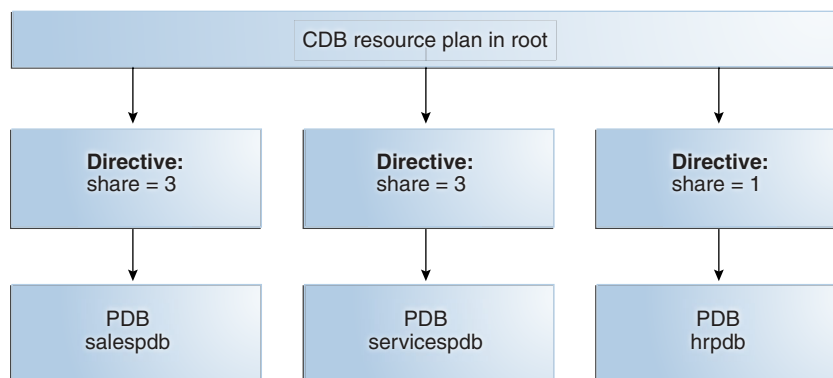 CDB resource plan in root
Directive:
share = 3
Directive:
share = 3
Directive:
share = 1
PDB
salespdb
PDB
servicespdb
PDB
hrpdb